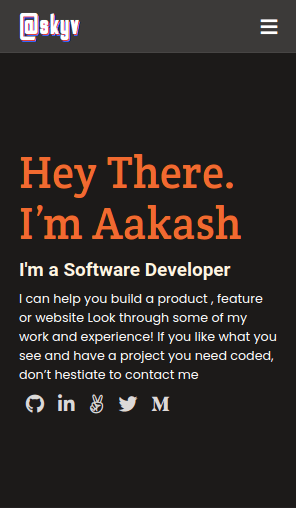 @skyv
Hey There.
I’m Aakash
I'm a Software Developer
I can help you build a product , feature
or website Look through some of my
work and experience! If you like what you
see and have a project you need coded,
don’t hestiate to contact me